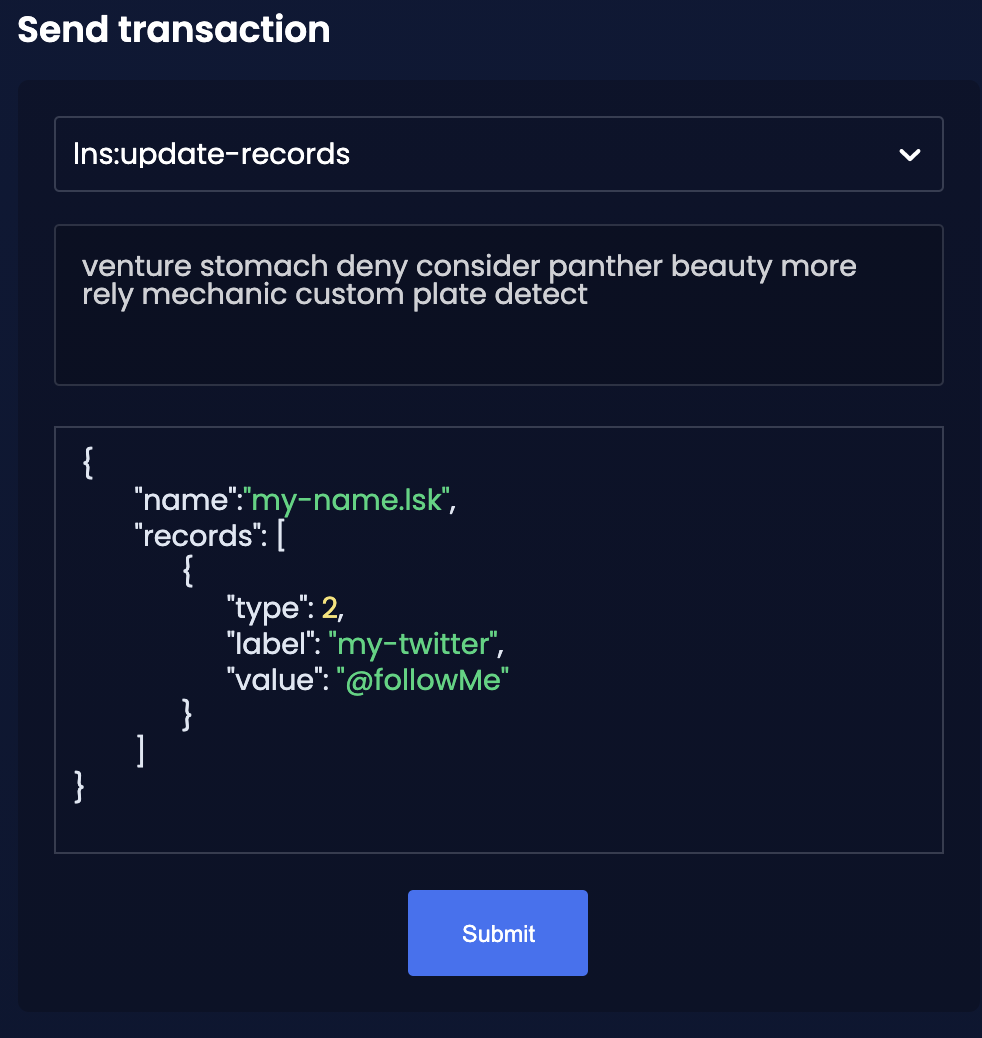 Send transaction
lns:update-records
venture stomach deny consider panther beauty more
rely mechanic custom plate detect
{
"name":"my-name.lsk",
"records": [
{
"type": 2,
"label": "my-twitter",
"value": "@followMe"
}
]
}
Submit